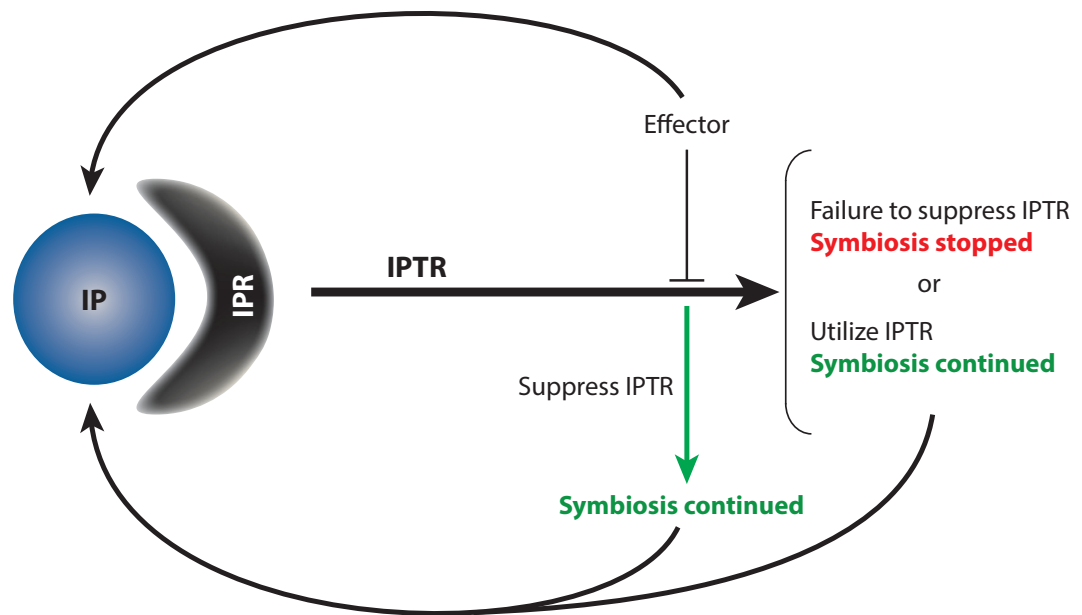 Effector
IP
IPR
IPTR
Failure to suppress IPTR
Symbiosis stopped
or
Utilize IPTR
Symbiosis continued
Suppress IPTR
Symbiosis continued